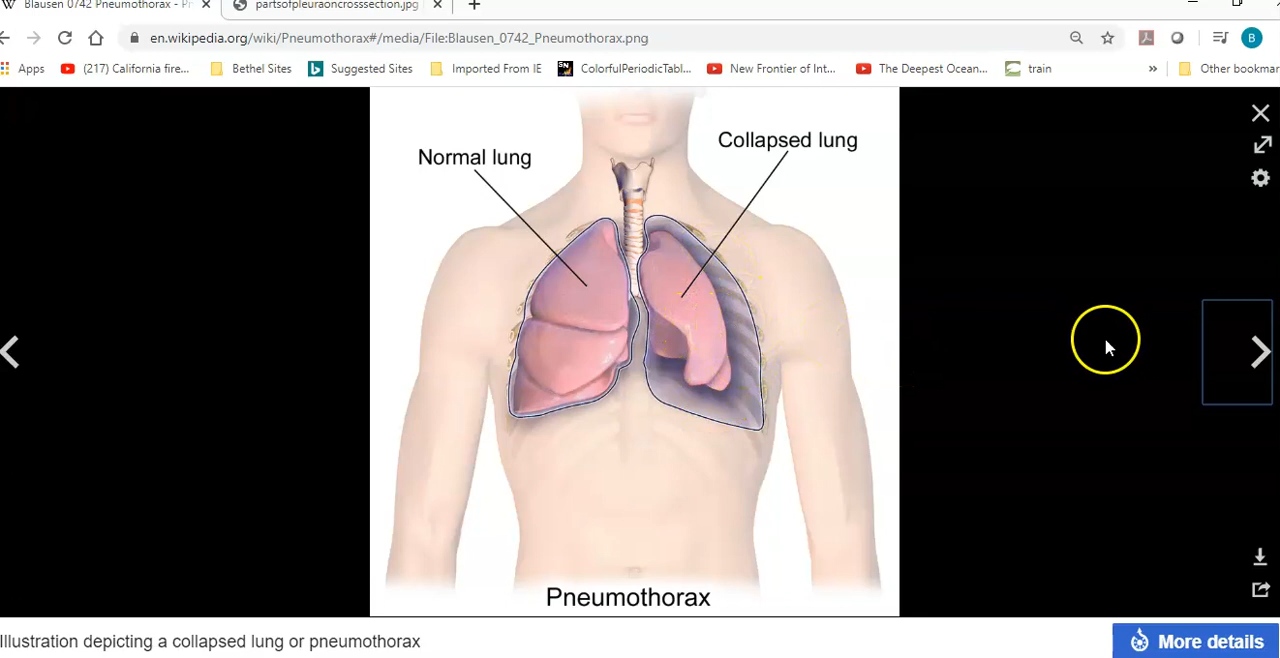 Blausen 0742 Pneumothorax - P
partsofpleuraoncrosssection.jpg
en.wikipedia.org/wiki/Pneumothorax#/media/File:Blausen_0742_Pneumothorax.png
B
Apps
(217) California fire...
Bethel Sites
Suggested Sites
Imported From IE
SN
ColorfulPeriodicTabl...
New Frontier of Int...
The Deepest Ocean...
train
»
Other bookmar
Collapsed lung
Normal lung
Pneumothorax
Illustration depicting a collapsed lung or pneumothorax
More details